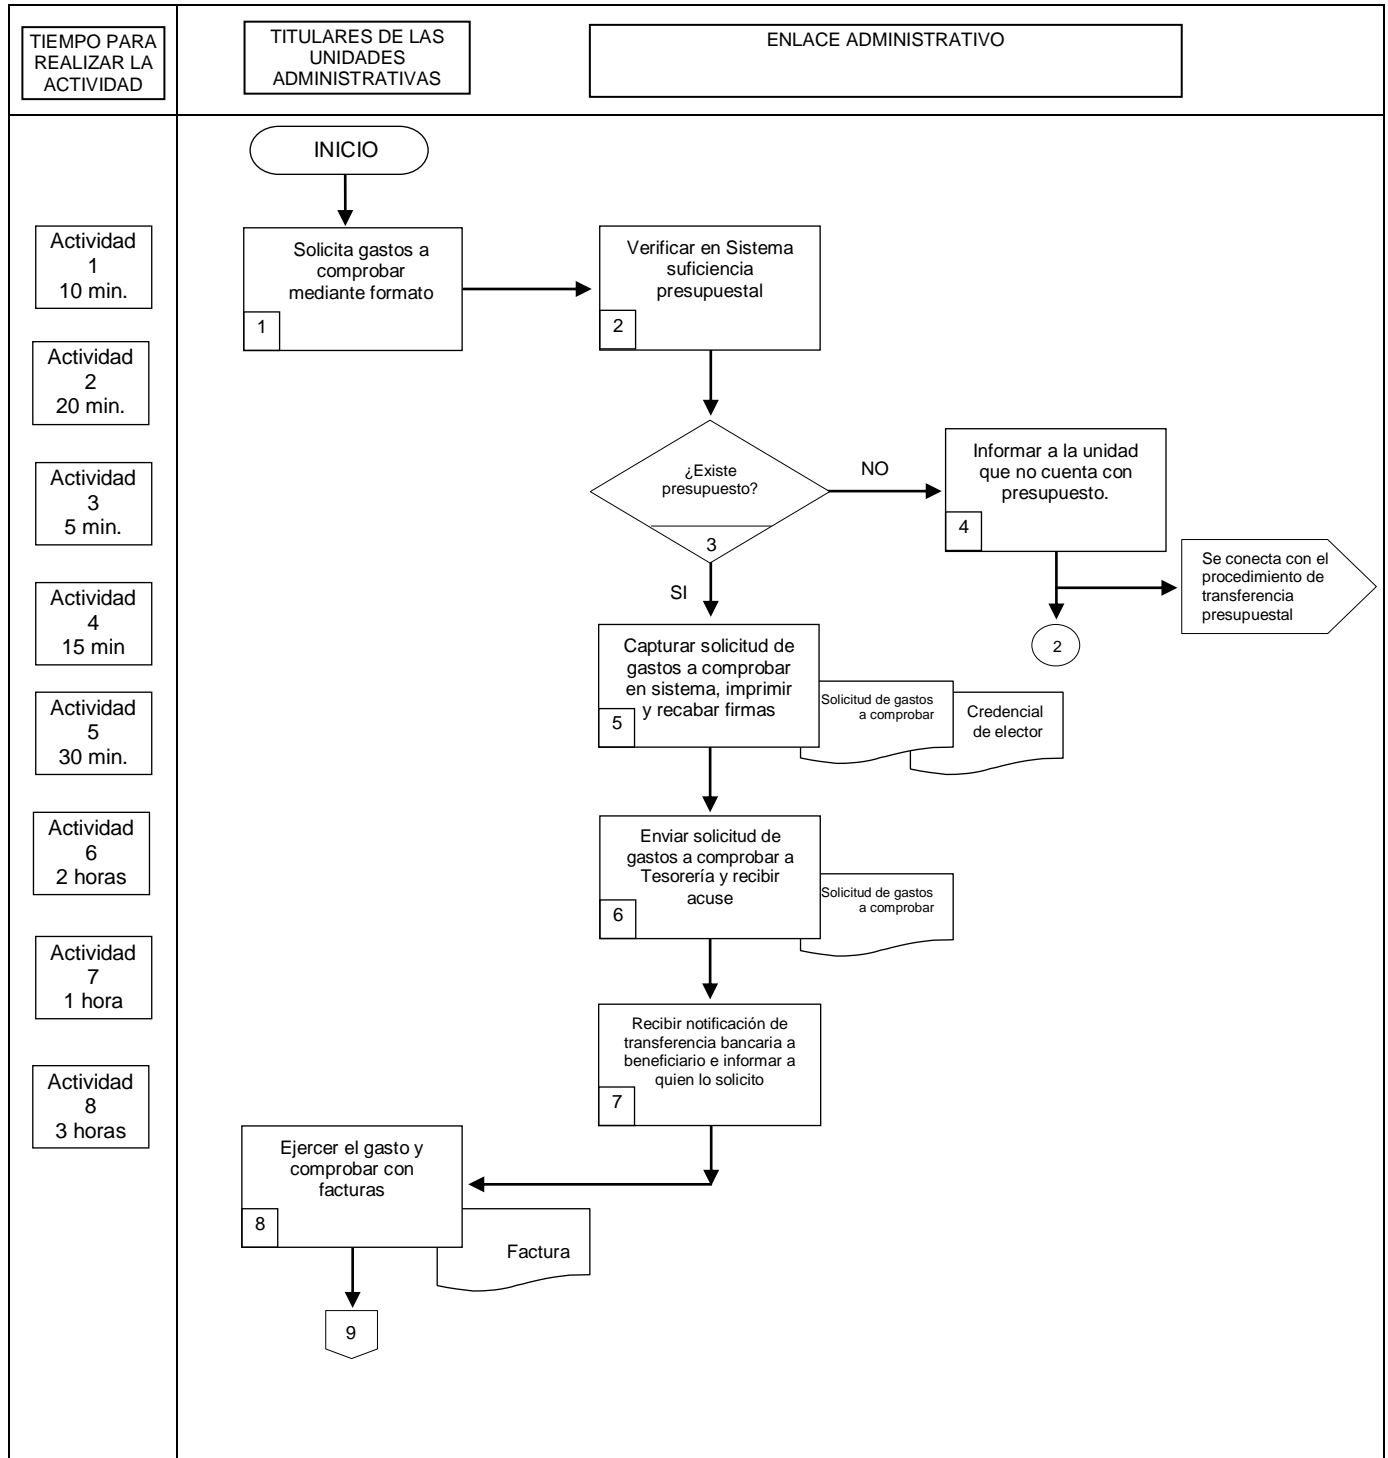 TIEMPO PARA
REALIZAR LA
ACTIVIDAD
TITULARES DE LAS
UNIDADES
ADMINISTRATIVAS
ENLACE ADMINISTRATIVO
INICIO
Actividad
1
10 min.
Solicita gastos a
comprobar
mediante formato
1
Verificar en Sistema
suficiencia
presupuestal
2
Actividad
2
20 min.
Actividad
3
5 min.
¿Existe
presupuesto?
3
NO
SI
Informar a la unidad
que no cuenta con
presupuesto.
4
Se conecta con el
procedimiento de
transferencia
presupuestal
2
Actividad
4
15 min
Capturar solicitud de
gastos a comprobar
en sistema, imprimir
y recabar firmas
5
Solicitud de gastos
a comprobar
Credencial
de elector
Actividad
5
30 min.
Actividad
6
2 horas
Enviar solicitud de
gastos a comprobar a
Tesorería y recibir
acuse
6
Solicitud de gastos
a comprobar
Actividad
7
1 hora
Recibir notificación de
transferencia bancaria a
beneficiario e informar a
quien lo solicito
7
Actividad
8
3 horas
Ejercer el gasto y
comprobar con
facturas
8
Factura
9